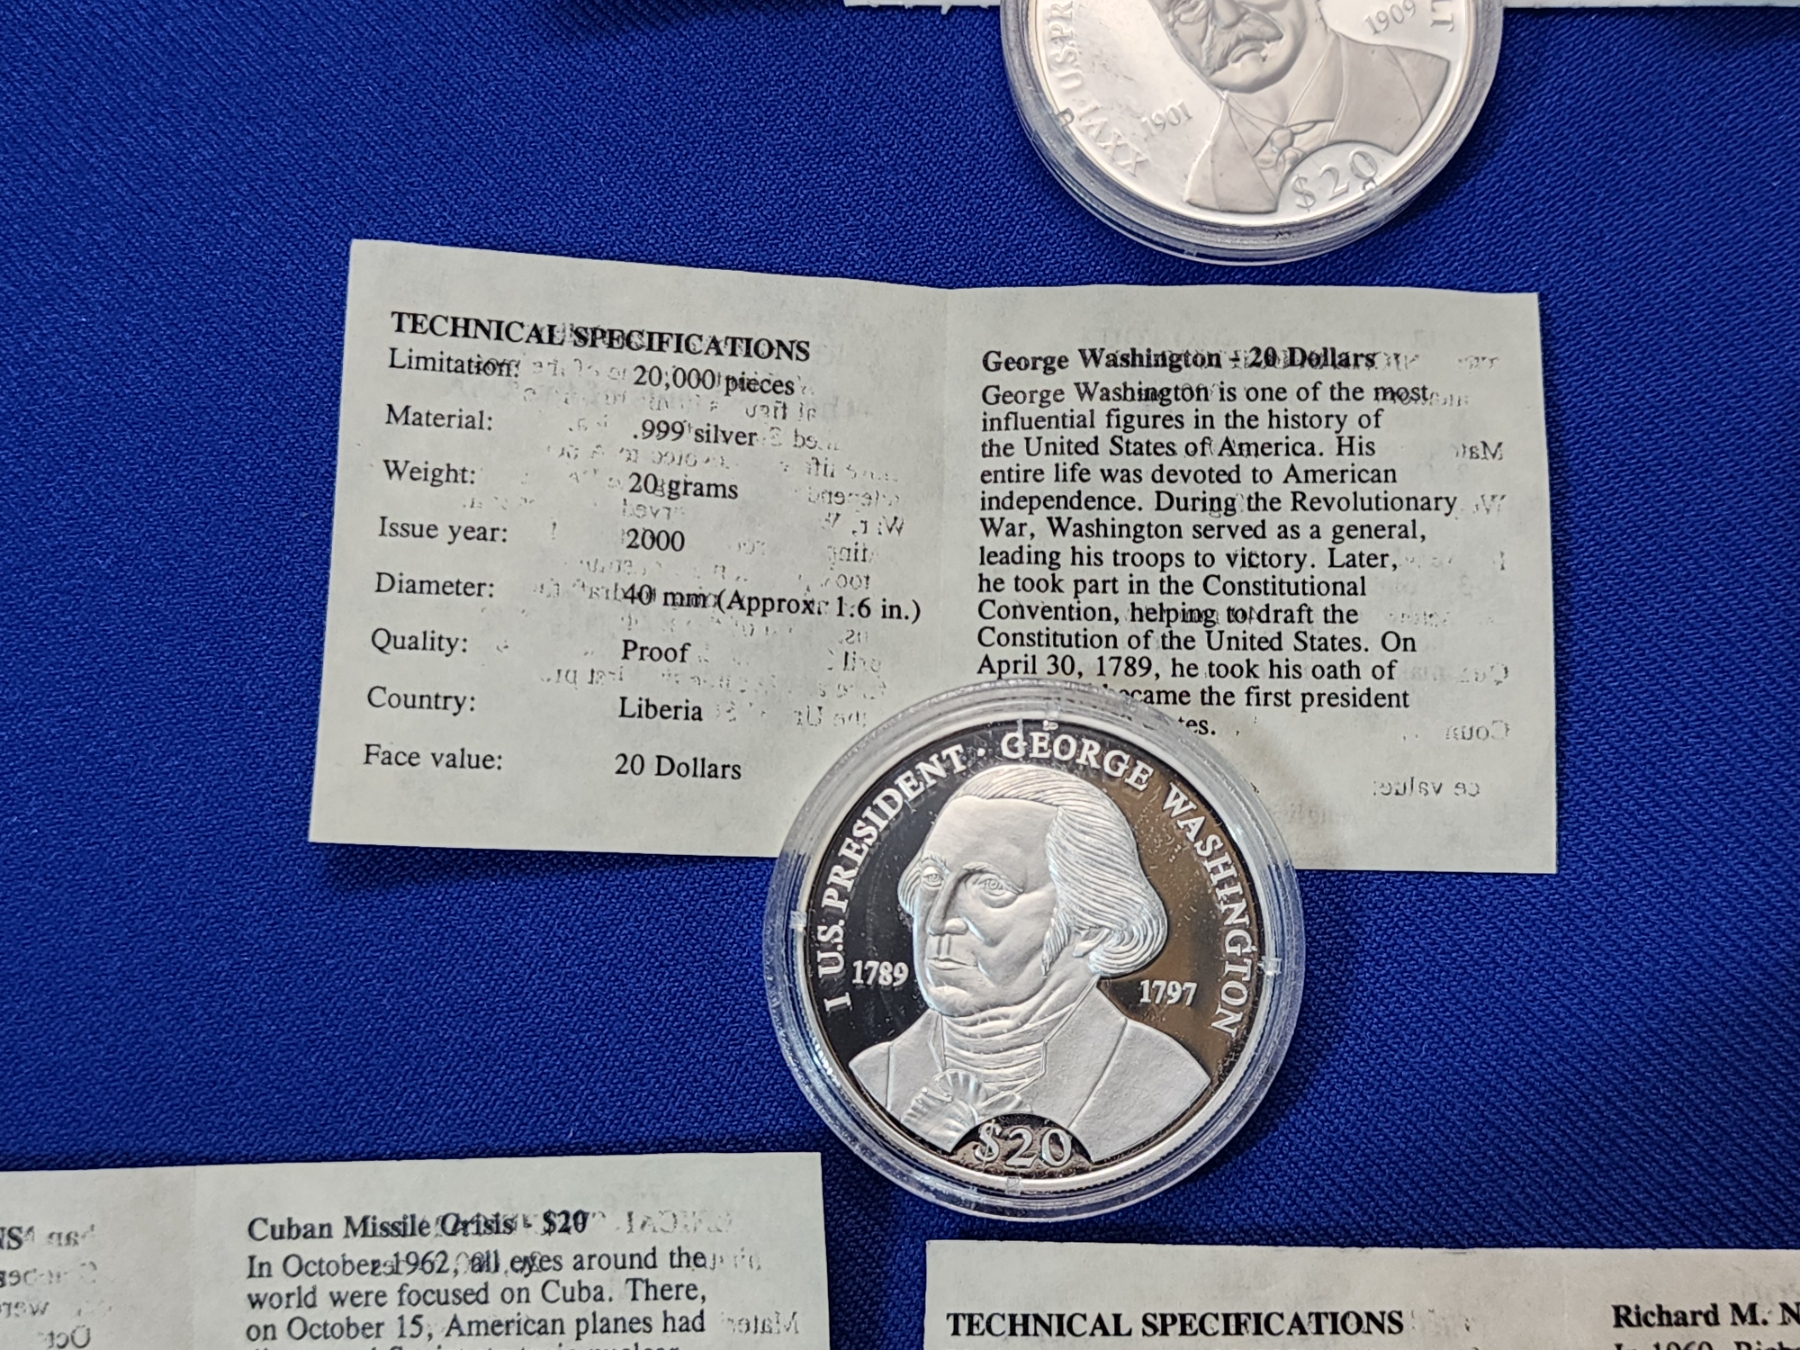 XXVI U.S.PR
1901
1909
LT
$20
TECHNICAL SPECIFICATIONS
Limitation: 20,000 pieces
Material: .999 silver
Weight: 20 grams
Issue year: 2000
Diameter: 40 mm (Approx. 1.6 in.)
Quality: Proof
Country: Liberia
Face value: 20 Dollars
George Washington - 20 Dollars
George Washington is one of the most
influential figures in the history of
the United States of America. His
entire life was devoted to American
independence. During the Revolutionary
War, Washington served as a general,
leading his troops to victory. Later,
he took part in the Constitutional
Convention, helping to draft the
Constitution of the United States. On
April 30, 1789, he took his oath of
became the first president
tes.
I U.S.PRESIDENT · GEORGE WASHINGTON
1789
1797
$20
NS
Cuban Missile Crisis - $20
In October 1962, all eyes around the
world were focused on Cuba. There,
on October 15, American planes had
TECHNICAL SPECIFICATIONS
Richard M. N